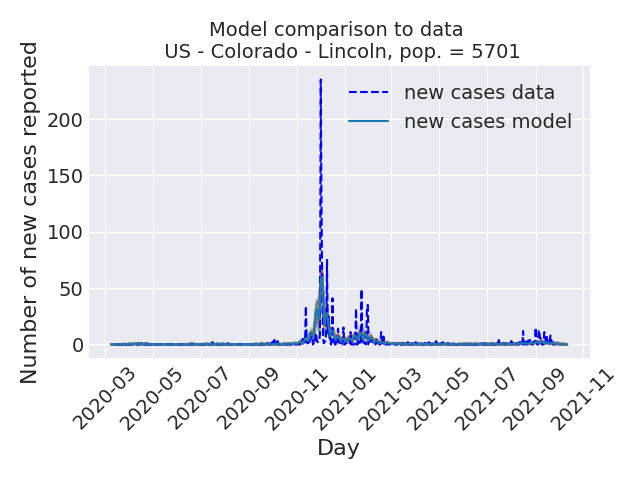 Model comparison to data
US - Colorado - Lincoln, pop. = 5701
Number of new cases reported
200
150
100
50
0
new cases data
new cases model
2020-03
2020-05
2020-07
2020-09
2020-11
2021-01
2021-03
2021-05
2021-07
2021-09
2021-11
Day